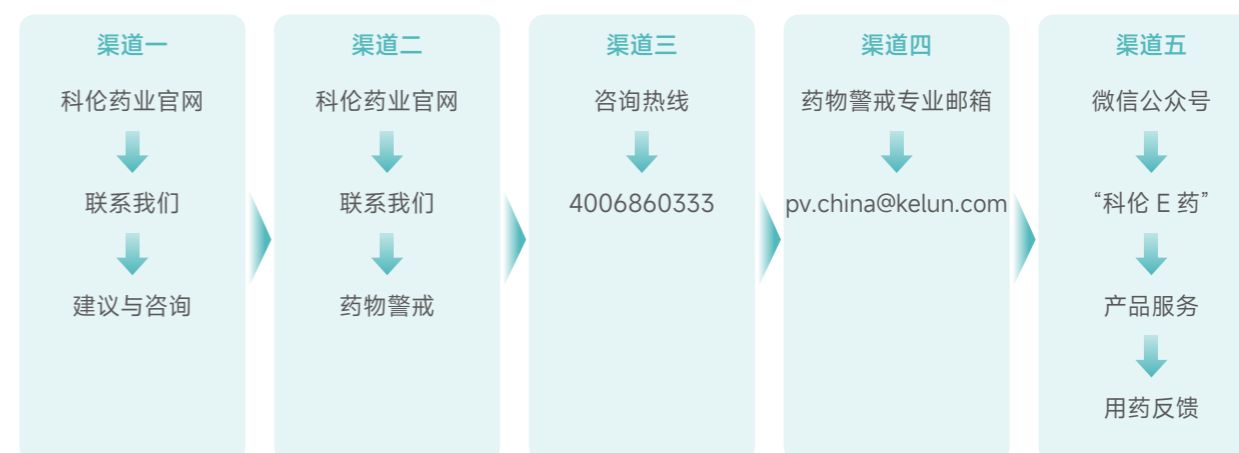 渠道一
科伦药业官网
联系我们
建议与咨询
渠道二
科伦药业官网
联系我们
药物警戒
渠道三
咨询热线
4006860333
渠道四
药物警戒专业邮箱
pv.china@kelun.com
渠道五
微信公众号
“科伦 E 药”
产品服务
用药反馈